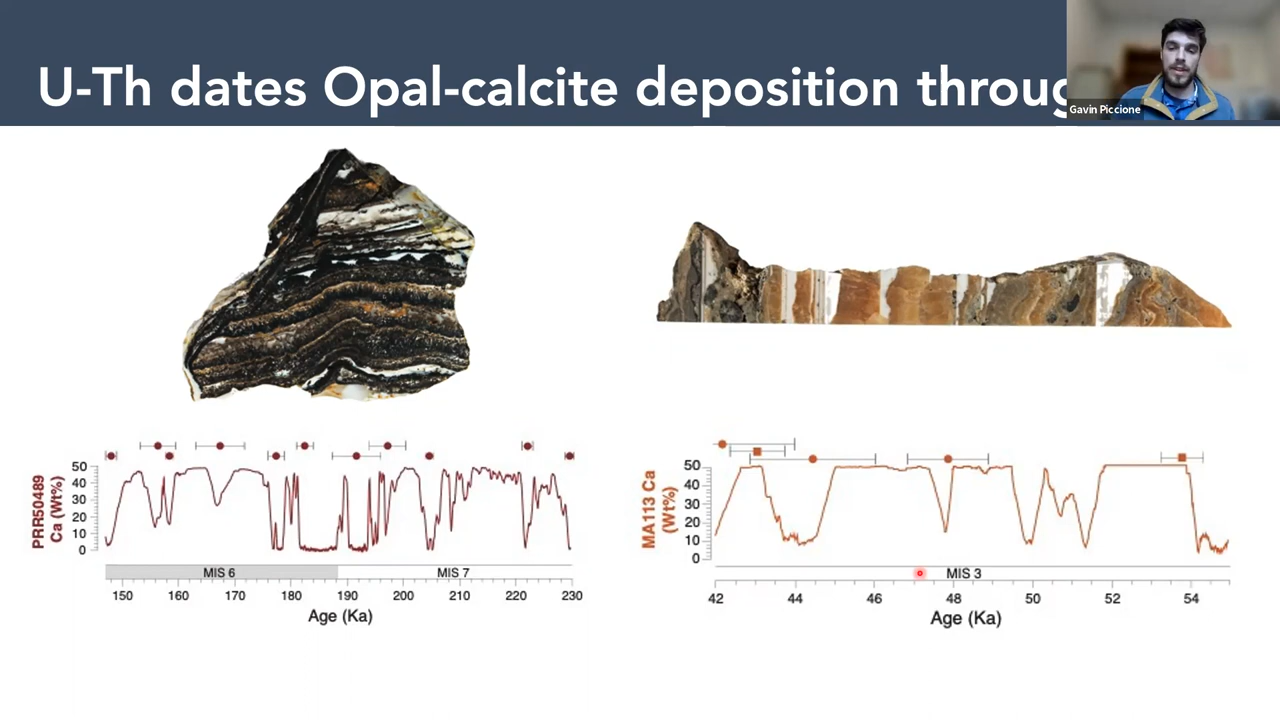 U-Th dates Opal-calcite deposition throug
Gavin Piccione
PRR50489
Ca (Wt%)
50
40
30
20
10
0
MIS 6
MIS 7
150 160 170 180 190 200 210 220 230
Age (Ka)
MA113 Ca
(Wt%)
50
40
30
20
10
0
MIS 3
42 44 46 48 50 52 54
Age (Ka)